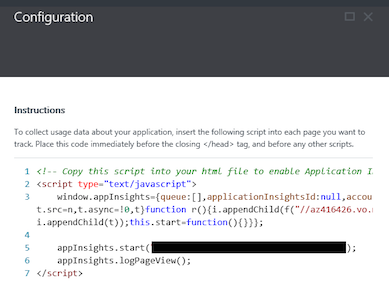 Configuration
Instructions
To collect usage data about your application, insert the following script into each page you want to
track. Place this code immediately before the closing </head> tag, and before any other scripts.
1 <!-- Copy this script into your html file to enable Application
2 <script type="text/javascript">
3 window.appInsights={queue:[],applicationInsightsId:null,accou
t.src=n,t.async=!0,t}function r(){i.appendChild(f("//az416426.vo.
i.appendChild(t));this.start=function(){}};
4
5 appInsights.start( );
6 appInsights.logPageView();
7 </script>